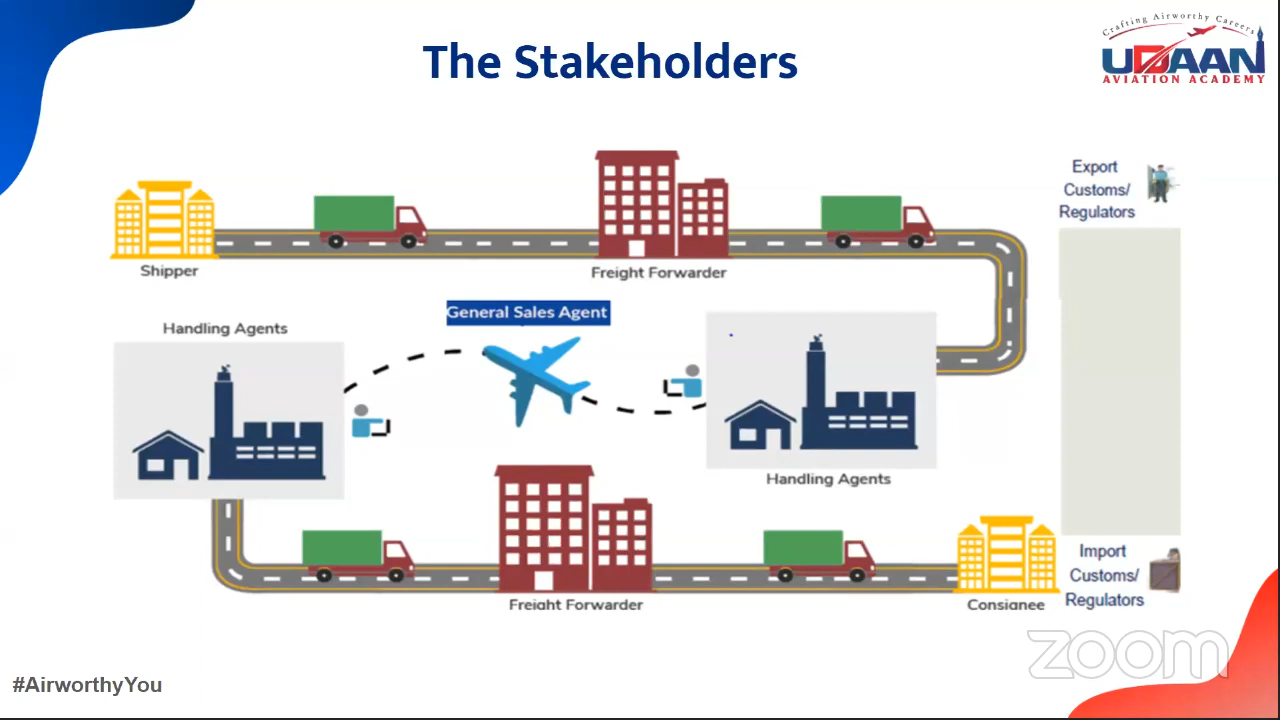 Crafting Airworthy Careers
UDAAN
AVIATION ACADEMY
The Stakeholders
Export
Customs/
Regulators
Shipper
Freight Forwarder
General Sales Agent
Handling Agents
Handling Agents
Freight Forwarder
Consignee
Import
Customs/
Regulators
zoom
#AirworthyYou